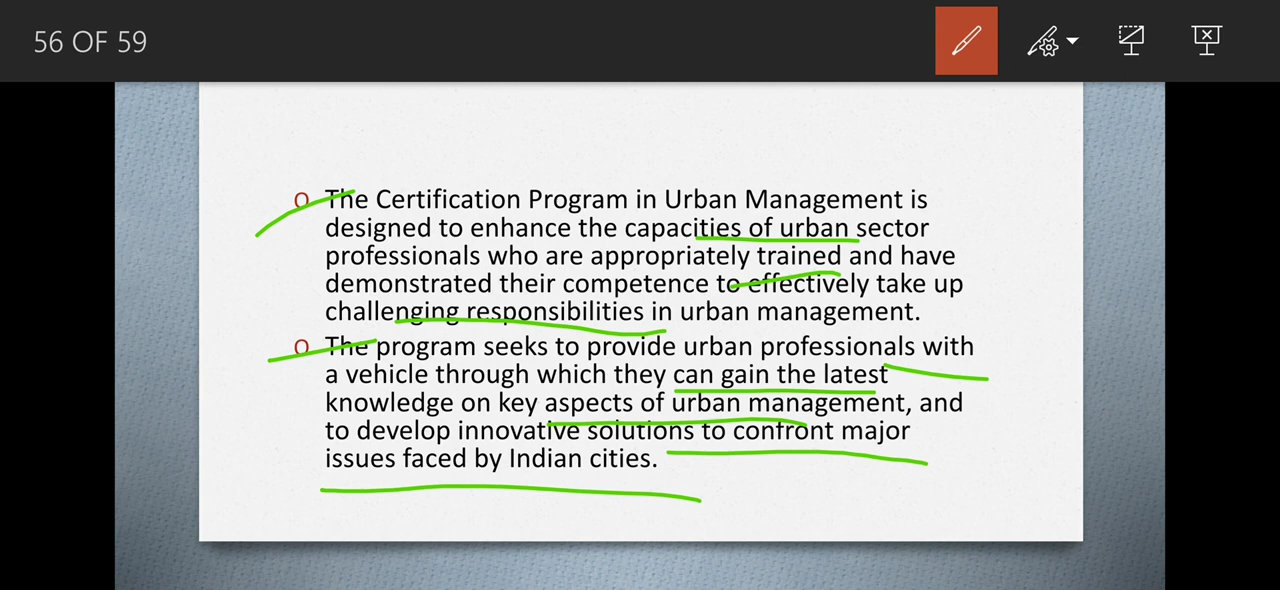 56 OF 59
o The Certification Program in Urban Management is
designed to enhance the capacities of urban sector
professionals who are appropriately trained and have
demonstrated their competence to effectively take up
challenging responsibilities in urban management.
o The program seeks to provide urban professionals with
a vehicle through which they can gain the latest
knowledge on key aspects of urban management, and
to develop innovative solutions to confront major
issues faced by Indian cities.